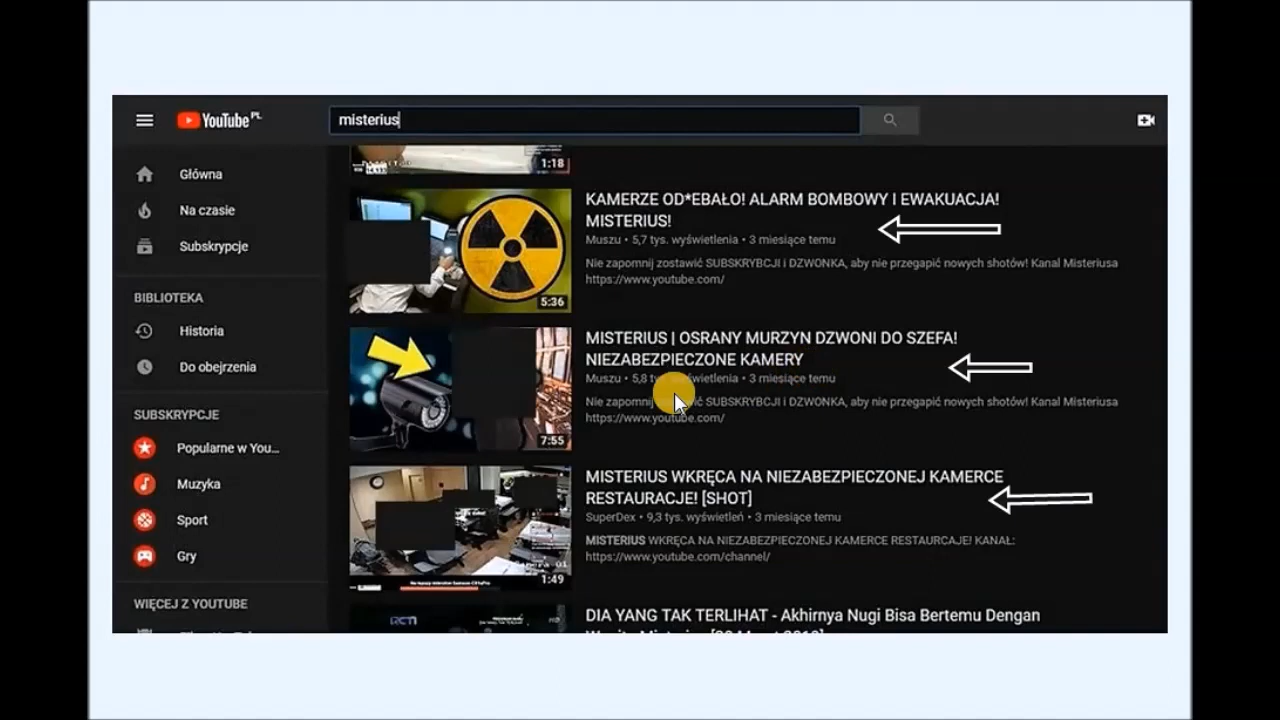 YouTube PL
misterius
Główna
Na czasie
Subskrypcje
BIBLIOTEKA
Historia
Do obejrzenia
SUBSKRYPCJE
Popularne w You...
Muzyka
Sport
Gry
WIĘCEJ Z YOUTUBE
1:18
KAMERZE OD*EBAŁO! ALARM BOMBOWY I EWAKUACJA!
MISTERIUS!
Muszu • 5,7 tys. wyświetlenia • 3 miesiące temu
Nie zapomnij zostawić SUBSKRYBCJI i DZWONKA, aby nie przegapić nowych shotów! Kanał Misteriusa
https://www.youtube.com/
5:36
MISTERIUS | OSRANY MURZYN DZWONI DO SZEFA!
NIEZABEZPIECZONE KAMERY
Muszu • 5,8 wyświetlenia • 3 miesiące temu
Nie zapomnij SUBSKRYBCJI i DZWONKA, aby nie przegapić nowych shotów! Kanał Misteriusa
https://www.youtube.com/
7:55
MISTERIUS WKRĘCA NA NIEZABEZPIECZONEJ KAMERCE
RESTAURACJE! [SHOT]
SuperDex • 9,3 tys. wyświetleń • 3 miesiące temu
MISTERIUS WKRĘCA NA NIEZABEZPIECZONEJ KAMERCE RESTAURCAJE! KANAŁ:
https://www.youtube.com/channel/
1:49
RCTI
DIA YANG TAK TERLIHAT - Akhirnya Nugi Bisa Bertemu Dengan